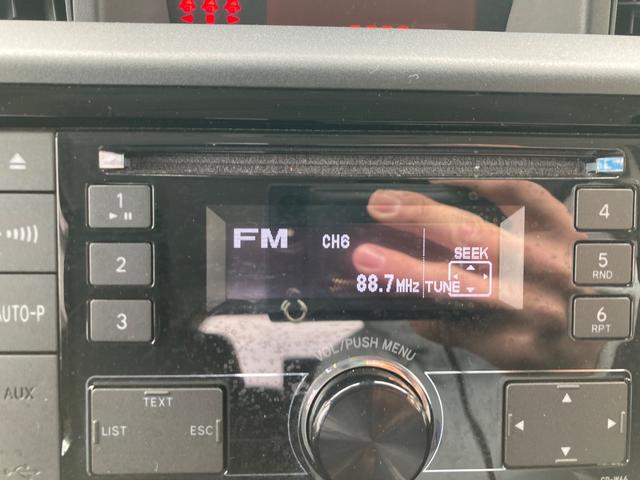 1
2
3
AUTO-P
AUX
FM CH6
88.7MHz
SEEK
TUNE
4
5
RND
6
RPT
VOL/PUSH MENU
TEXT
LIST ESC